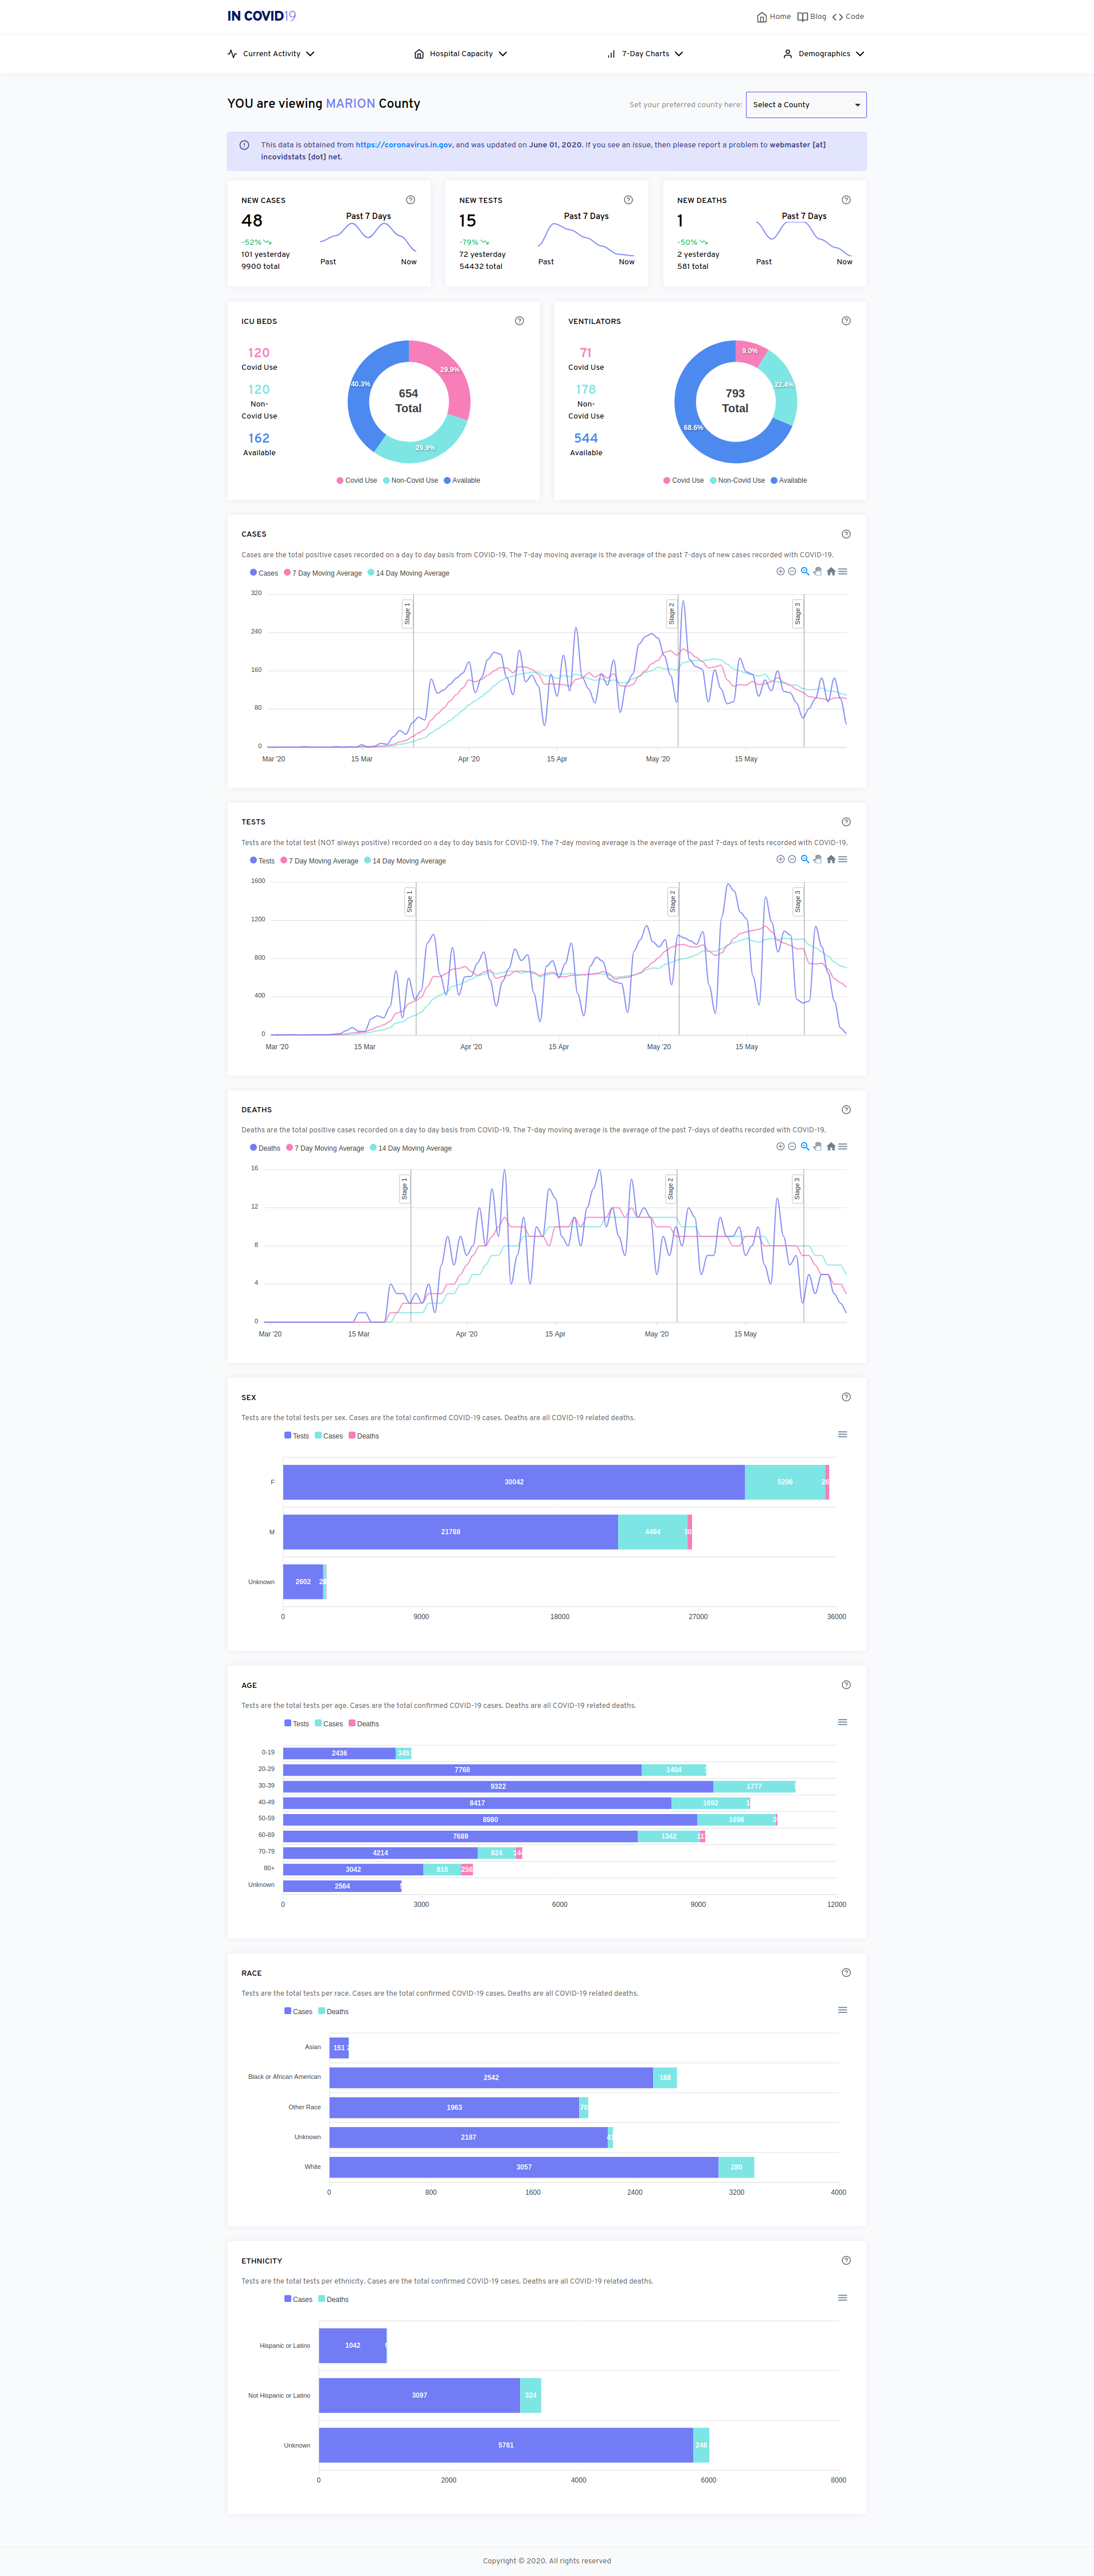 IN COVID19
Home Blog Code
Current Activity Hospital Capacity 7-Day Charts Demographics
YOU are viewing MARION County
Set your preferred county here: Select a County
This data is obtained from https://coronavirus.in.gov, and was updated on June 01, 2020. If you see an issue, then please report a problem to webmaster [at]
incovidstats [dot] net.
NEW CASES
48
-52%
101 yesterday
9900 total
Past 7 Days
Past Now
NEW TESTS
15
-79%
72 yesterday
54432 total
Past 7 Days
Past Now
NEW DEATHS
1
-50%
2 yesterday
581 total
Past 7 Days
Past Now
ICU BEDS
120
Covid Use
120
Non-
Covid Use
162
Available
29.9%
40.3%
29.9%
654
Total
Covid Use Non-Covid Use Available
VENTILATORS
71
Covid Use
178
Non-
Covid Use
544
Available
9.0%
22.4%
68.6%
793
Total
Covid Use Non-Covid Use Available
CASES
Cases are the total positive cases recorded on a day to day basis from COVID-19. The 7-day moving average is the average of the past 7-days of new cases recorded with COVID-19.
Cases 7 Day Moving Average 14 Day Moving Average
320
240
160
80
0
Stage 1 Stage 2 Stage 3
Mar '20 15 Mar Apr '20 15 Apr May '20 15 May
TESTS
Tests are the total test (NOT always positive) recorded on a day to day basis for COVID-19. The 7-day moving average is the average of the past 7-days of tests recorded with COVID-19.
Tests 7 Day Moving Average 14 Day Moving Average
1600
1200
800
400
0
Stage 1 Stage 2 Stage 3
Mar '20 15 Mar Apr '20 15 Apr May '20 15 May
DEATHS
Deaths are the total positive cases recorded on a day to day basis from COVID-19. The 7-day moving average is the average of the past 7-days of deaths recorded with COVID-19.
Deaths 7 Day Moving Average 14 Day Moving Average
16
12
8
4
0
Stage 1 Stage 2 Stage 3
Mar '20 15 Mar Apr '20 15 Apr May '20 15 May
SEX
Tests are the total tests per sex. Cases are the total confirmed COVID-19 cases. Deaths are all COVID-19 related deaths.
Tests Cases Deaths
F 30042 5206
M 21788 4494
Unknown 2602
0 9000 18000 27000 36000
AGE
Tests are the total tests per age. Cases are the total confirmed COVID-19 cases. Deaths are all COVID-19 related deaths.
Tests Cases Deaths
0-19 2436 345
20-29 7768 1404
30-39 9322 1777
40-49 8417 1692
50-59 8980 1696
60-69 7689 1342
70-79 4214 824
80+ 3042 815 256
Unknown 2564
0 3000 6000 9000 12000
RACE
Tests are the total tests per race. Cases are the total confirmed COVID-19 cases. Deaths are all COVID-19 related deaths.
Cases Deaths
Asian 151
Black or African American 2542 188
Other Race 1963 70
Unknown 2187
White 3057 280
0 800 1600 2400 3200 4000
ETHNICITY
Tests are the total tests per ethnicity. Cases are the total confirmed COVID-19 cases. Deaths are all COVID-19 related deaths.
Cases Deaths
Hispanic or Latino 1042
Not Hispanic or Latino 3097 324
Unknown 5761 248
0 2000 4000 6000 8000
Copyright © 2020. All rights reserved